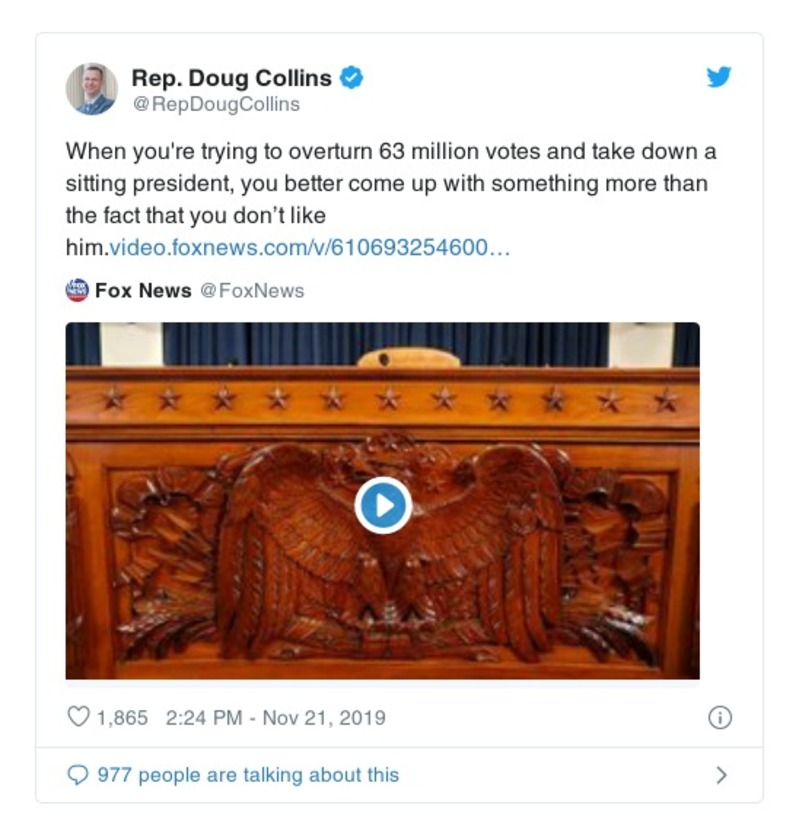 Rep. Doug Collins
@RepDougCollins
When you're trying to overturn 63 million votes and take down a
sitting president, you better come up with something more than
the fact that you don’t like
him.video.foxnews.com/v/610693254600…
Fox News @FoxNews
1,865 2:24 PM - Nov 21, 2019
977 people are talking about this